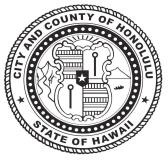 CITY AND COUNTY OF HONOLULU
STATE OF HAWAII